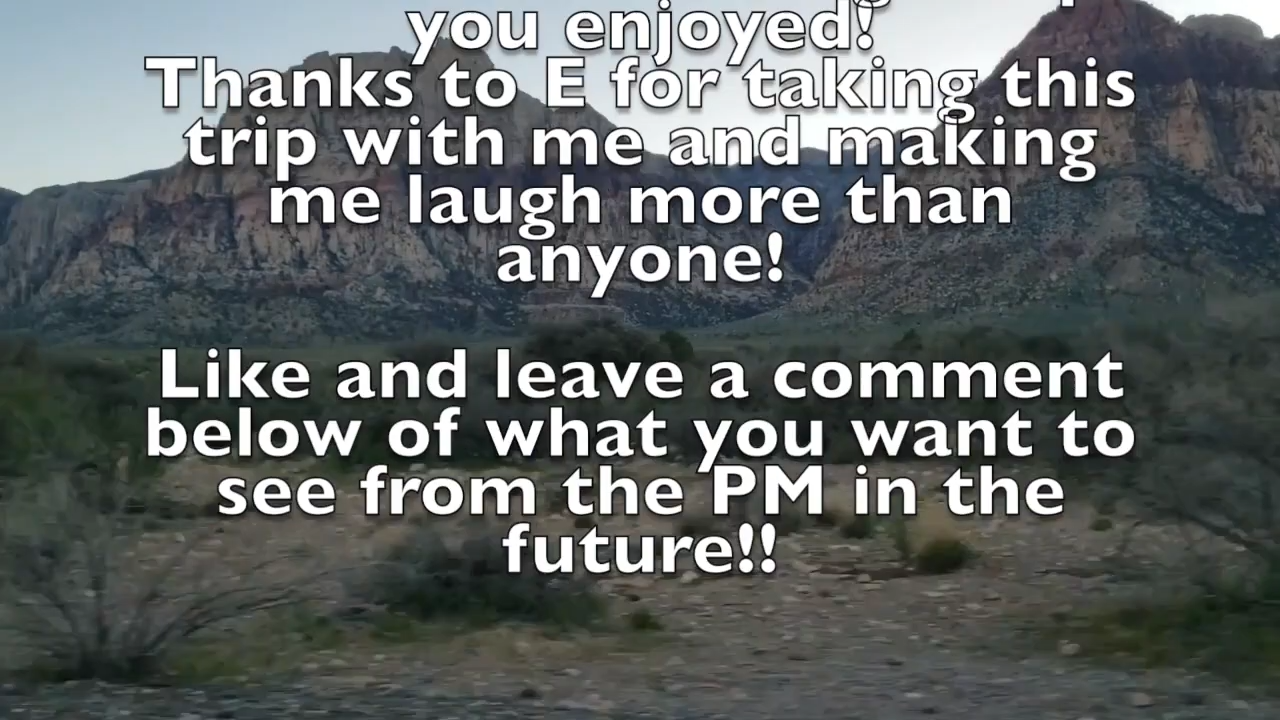 you enjoyed!
Thanks to E for taking this
trip with me and making
me laugh more than
anyone!
Like and leave a comment
below of what you want to
see from the PM in the
future!!